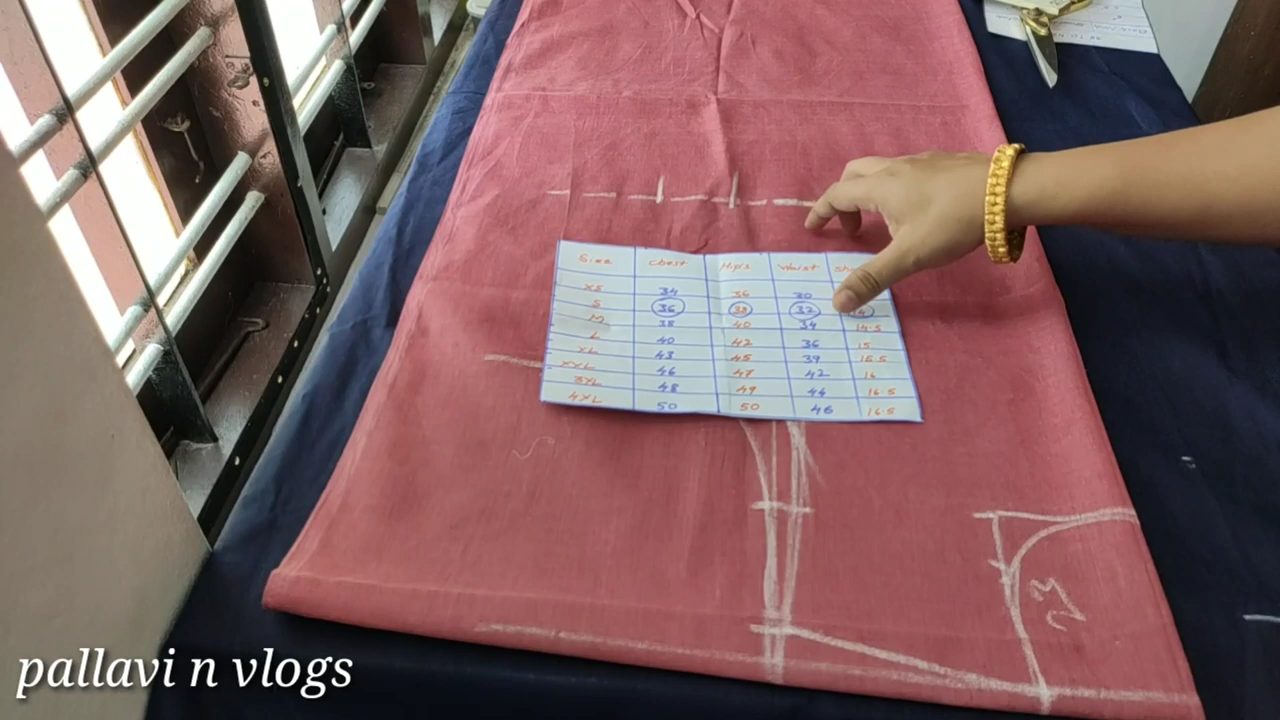 Size Chest Hips Waist
XS 34 36 30
S 36 38 32 14
M 38 40 34 14.5
L 40 42 36 15
XL 43 45 39 15.5
XXL 46 47 42 16
3XL 48 49 44 16.5
4XL 50 50 46 16.5
pallavi n vlogs